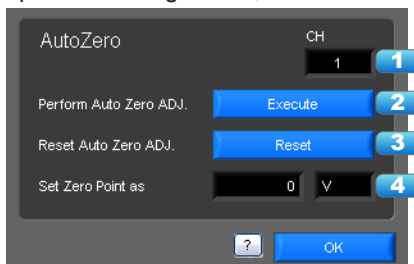 AutoZero CH
1 1
Perform Auto Zero ADJ. Execute 2
Reset Auto Zero ADJ. Reset 3
Set Zero Point as 0 V 4
? OK